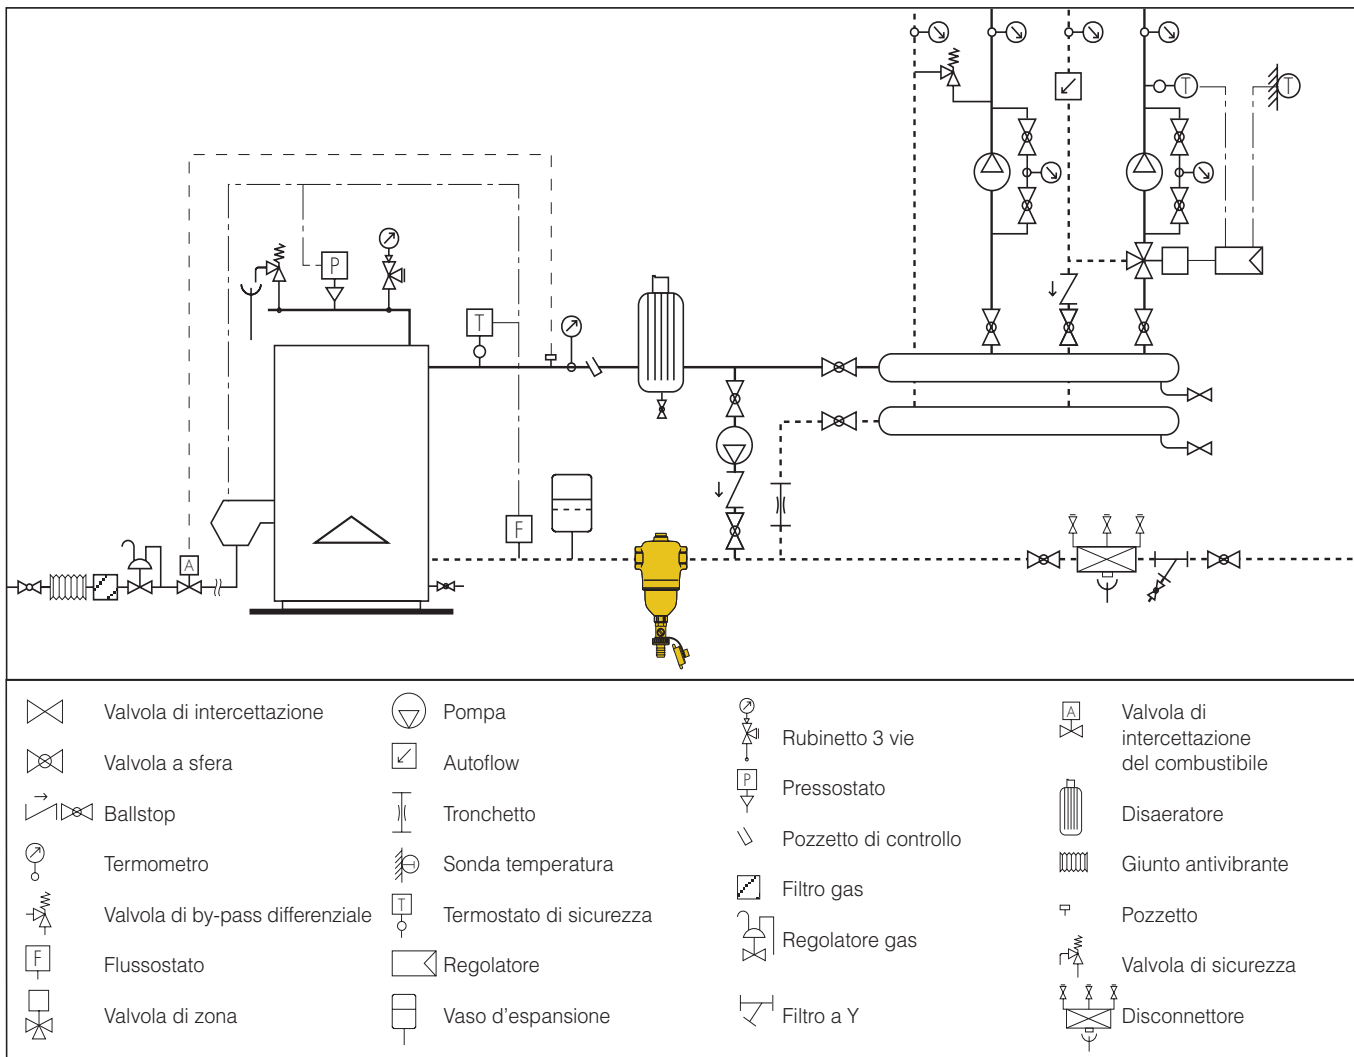 T
T
P
T
F
A
Valvola di intercettazione
Valvola a sfera
Ballstop
Termometro
Valvola di by-pass differenziale
F
Flussostato
Valvola di zona
Pompa
Autoflow
Tronchetto
Sonda temperatura
T
Termostato di sicurezza
Regolatore
Vaso d'espansione
Rubinetto 3 vie
P
Pressostato
Pozzetto di controllo
Filtro gas
Regolatore gas
Filtro a Y
A
Valvola di
intercettazione
del combustibile
Disaeratore
Giunto antivibrante
Pozzetto
Valvola di sicurezza
Disconnettore